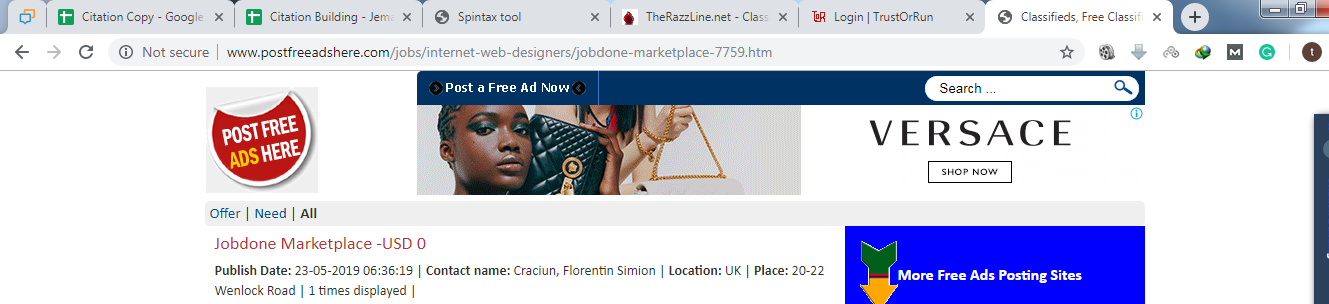 Citation Copy - Google
Citation Building - Jema
Spintax tool
TheRazzLine.net - Class
Login | TrustOrRun
Classifieds, Free Classifi
Not secure | www.postfreeadshere.com/jobs/internet-web-designers/jobdone-marketplace-7759.htm
M
G
t
Post a Free Ad Now
Search ...
POST FREE
ADS HERE
VERSACE
SHOP NOW
Offer | Need | All
Jobdone Marketplace -USD 0
Publish Date: 23-05-2019 06:36:19 | Contact name: Craciun, Florentin Simion | Location: UK | Place: 20-22
Wenlock Road | 1 times displayed |
More Free Ads Posting Sites